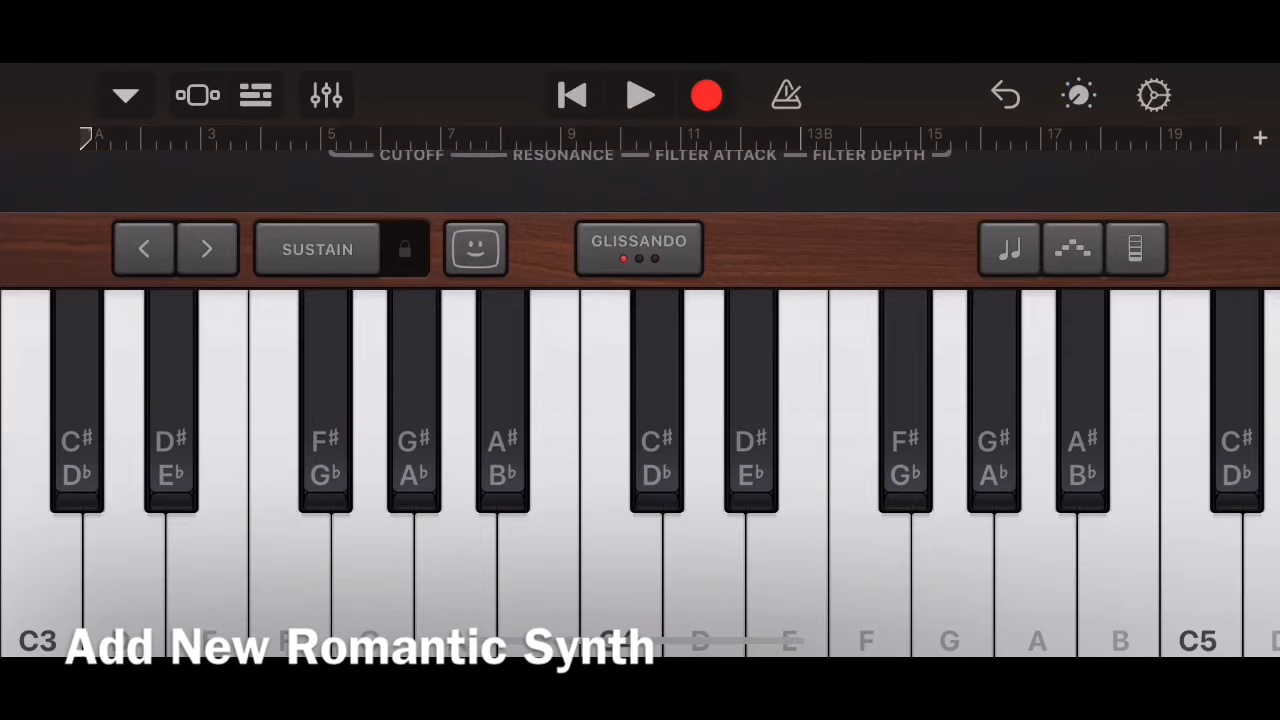 A 3 5 7 9 11 13B 15 17 19 +
CUTOFF RESONANCE FILTER ATTACK FILTER DEPTH
SUSTAIN
GLISSANDO
C♯ D♯ F♯ G♯ A♯ C♯ D♯ F♯ G♯ A♯ C♯
D♭ E♭ G♭ A♭ B♭ D♭ E♭ G♭ A♭ B♭ D♭
C3 D E F G A B C5
Add New Romantic Synth